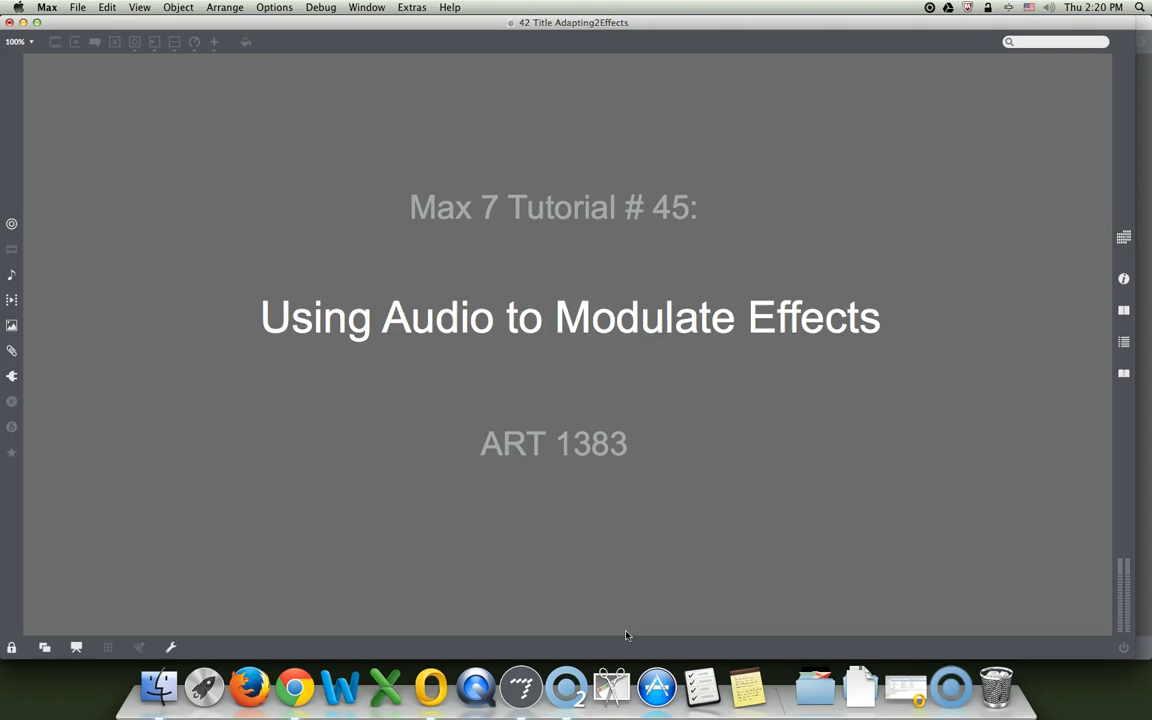 Max File Edit View Object Arrange Options Debug Window Extras Help Thu 2:20 PM
42 Title Adapting2Effects
100%
Max 7 Tutorial # 45:
Using Audio to Modulate Effects
ART 1383
2